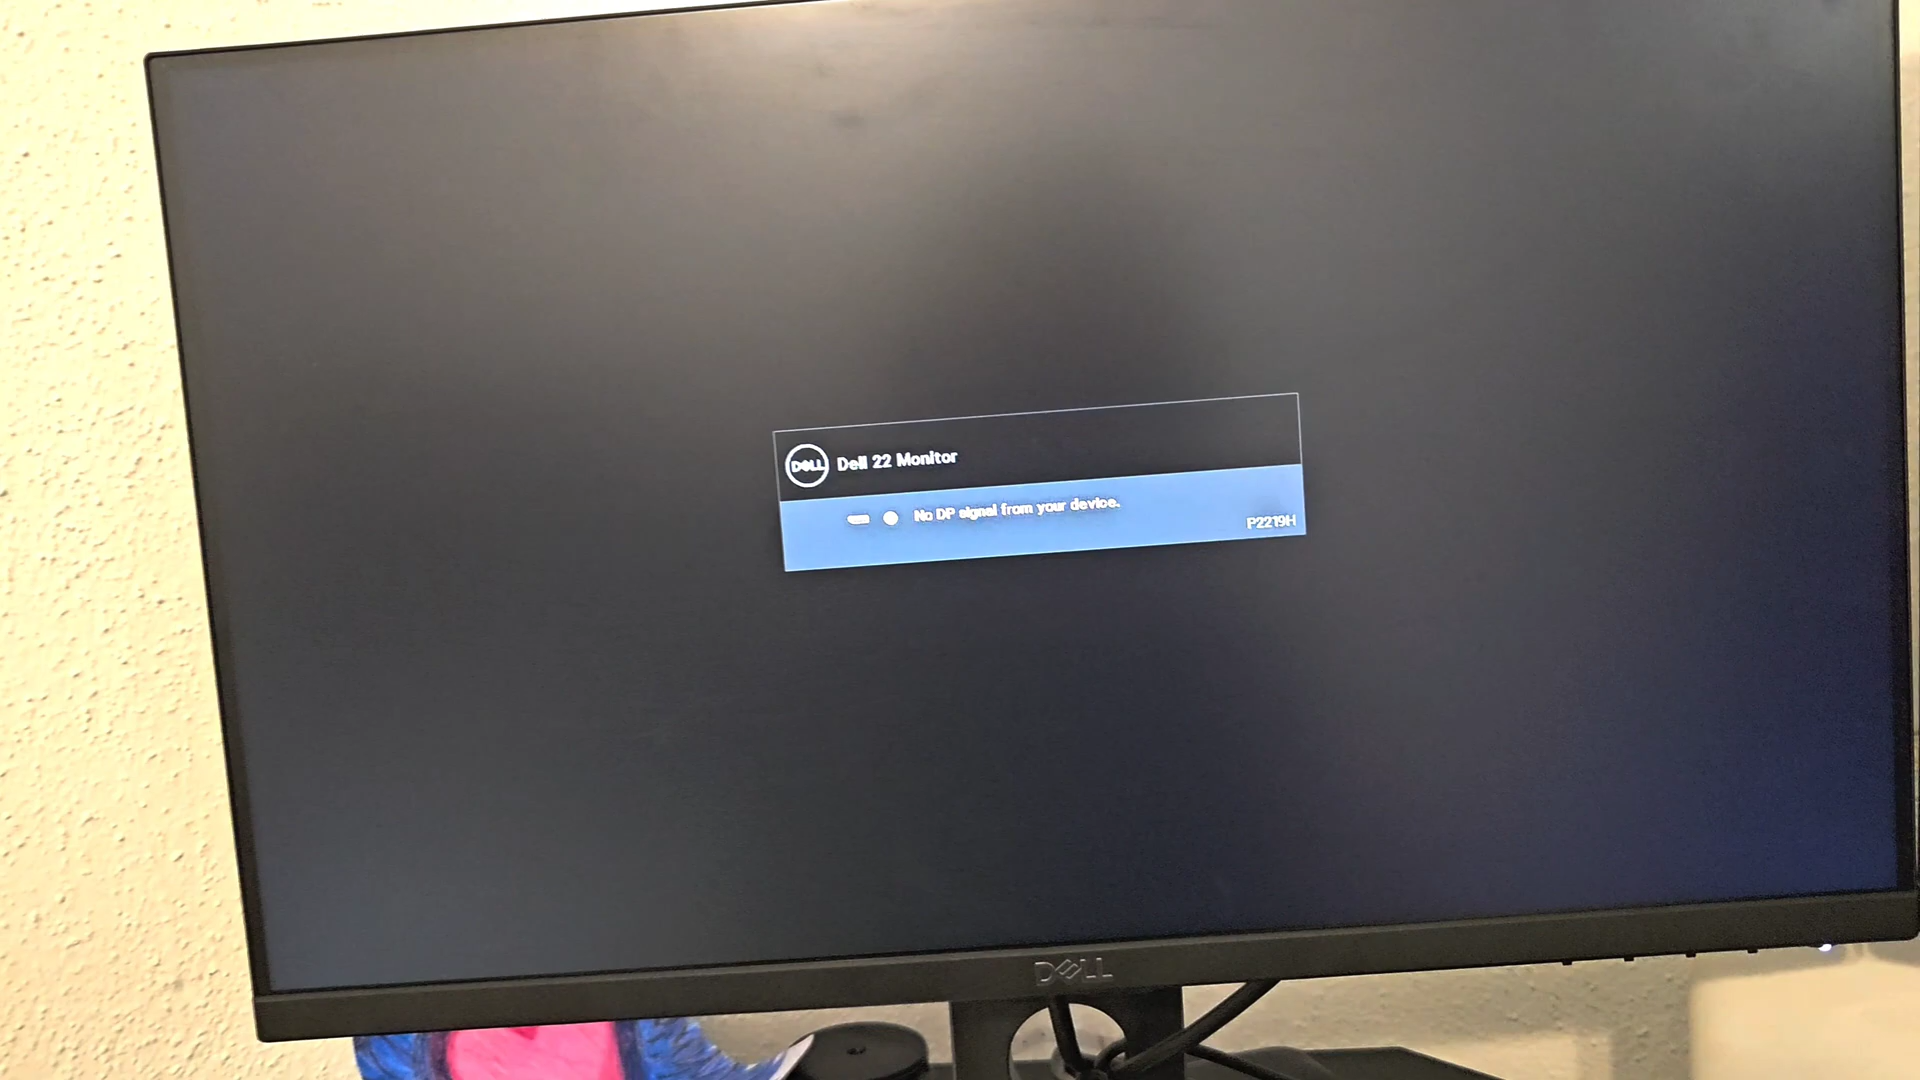 DELL
Dell 22 Monitor
No DP signal from your device.
P2219H
DELL